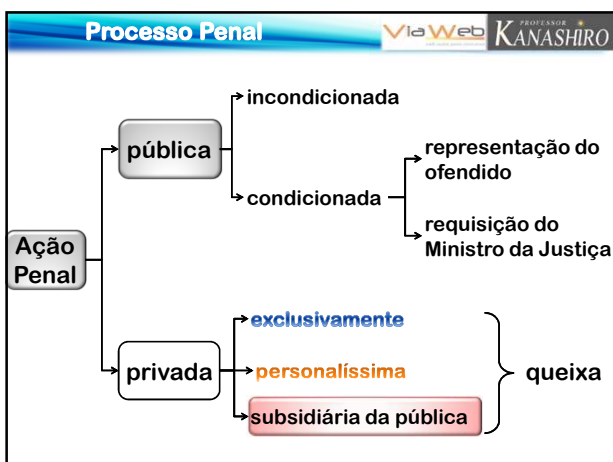 Processo Penal
ViaWeb
PROFESSOR
KANASHIRO
incondicionada
pública
representação do
ofendido
condicionada
requisição do
Ministro da Justiça
Ação
Penal
exclusivamente
privada
personalíssima
queixa
subsidiária da pública